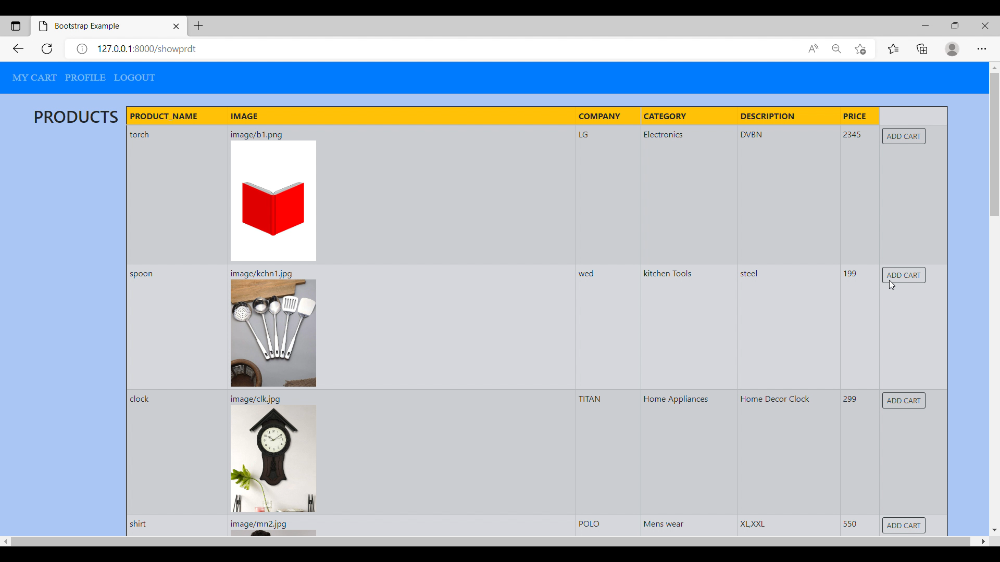 Bootstrap Example
127.0.0.1:8000/showprdt
MY CART PROFILE LOGOUT
PRODUCTS
PRODUCT_NAME IMAGE COMPANY CATEGORY DESCRIPTION PRICE
torch image/b1.png LG Electronics DVBN 2345 ADD CART
spoon image/kchn1.jpg wed kitchen Tools steel 199 ADD CART
clock image/clk.jpg TITAN Home Appliances Home Decor Clock 299 ADD CART
shirt image/mn2.jpg POLO Mens wear XL,XXL 550 ADD CART